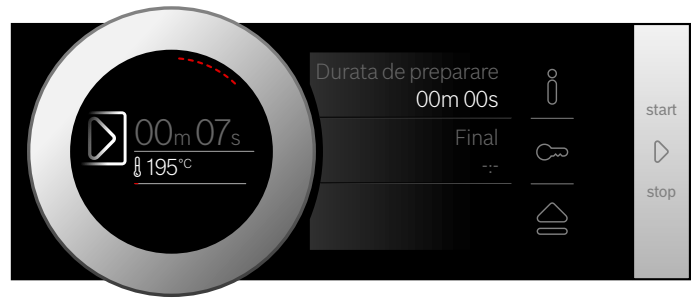 00m 07s
195°C
Durata de preparare
00m 00s
Final
-:-
start
stop